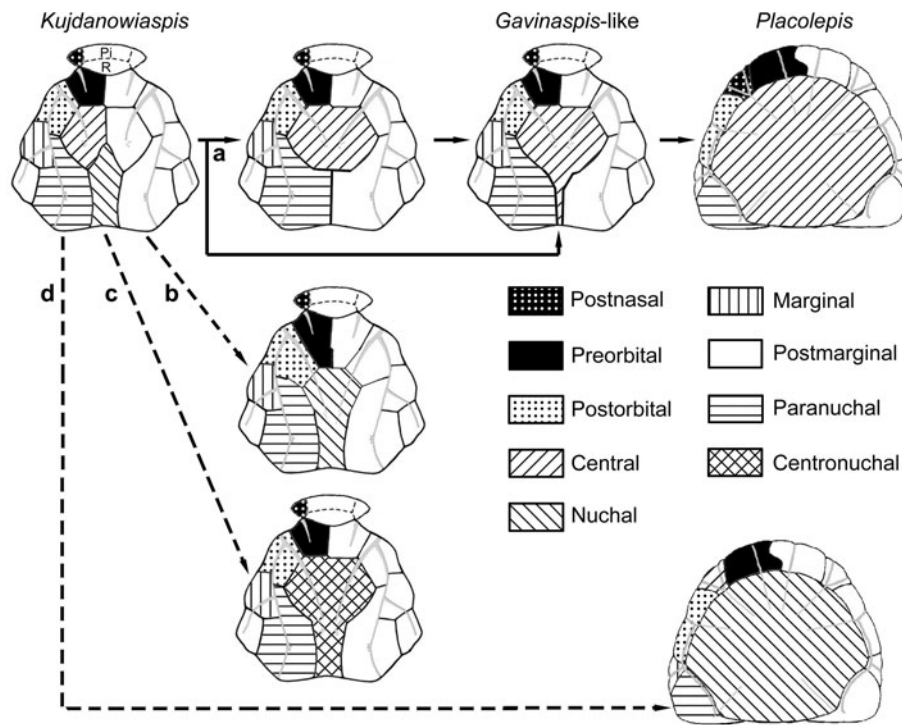 Kujdanowiaspis
Gavinaspis-like
Placolepis
Pi
R
a
d
c
b
Postnasal
Preorbital
Postorbital
Central
Nuchal
Marginal
Postmarginal
Paranuchal
Centronuchal